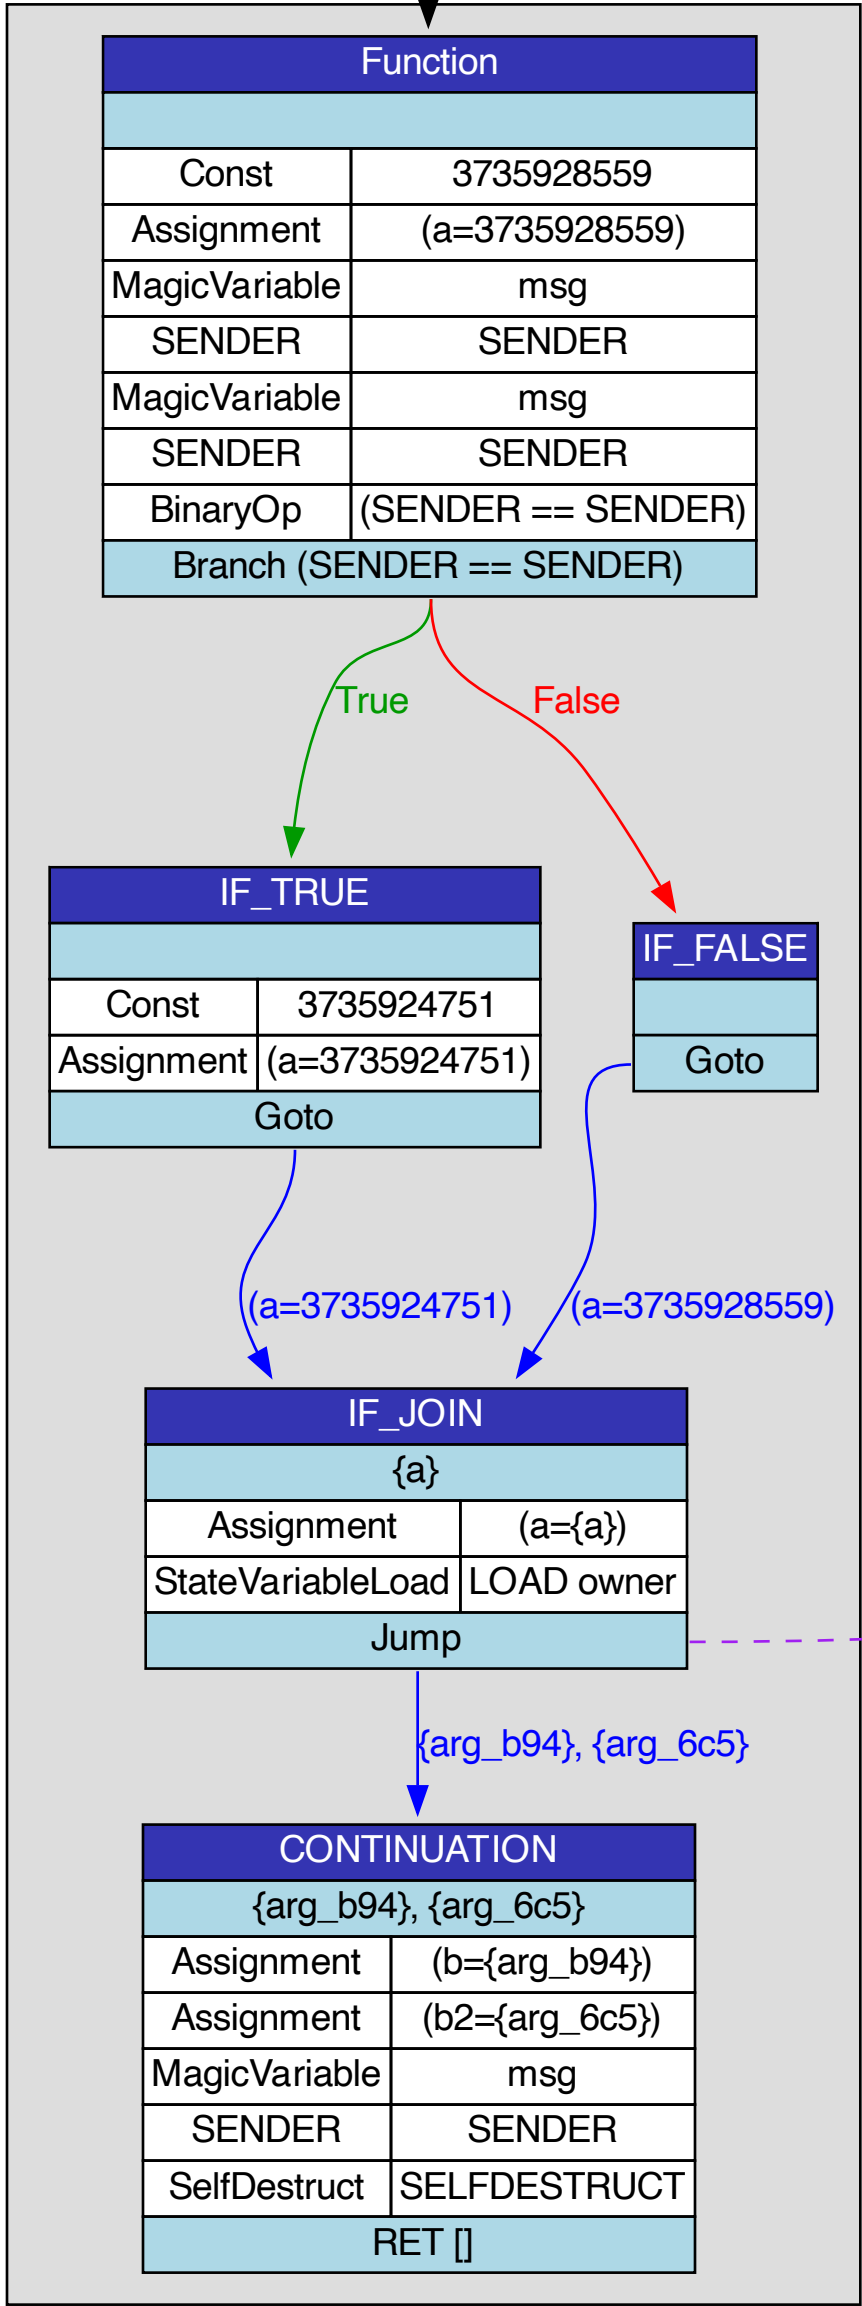 Function
Const 3735928559
Assignment (a=3735928559)
MagicVariable msg
SENDER SENDER
MagicVariable msg
SENDER SENDER
BinaryOp (SENDER == SENDER)
Branch (SENDER == SENDER)
True False
IF_TRUE
Const 3735924751
Assignment (a=3735924751)
Goto
IF_FALSE
Goto
(a=3735924751) (a=3735928559)
IF_JOIN
{a}
Assignment (a={a})
StateVariableLoad LOAD owner
Jump
{arg_b94}, {arg_6c5}
CONTINUATION
{arg_b94}, {arg_6c5}
Assignment (b={arg_b94})
Assignment (b2={arg_6c5})
MagicVariable msg
SENDER SENDER
SelfDestruct SELFDESTRUCT
RET []